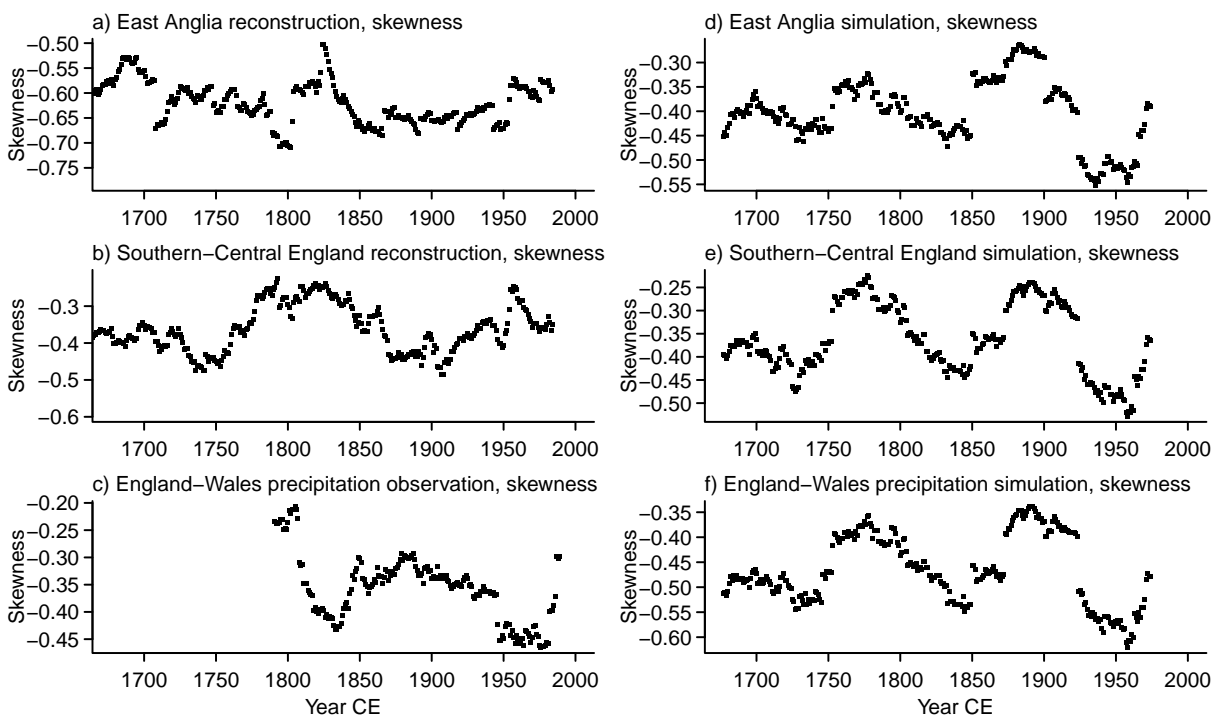 a) East Anglia reconstruction, skewness
Skewness
−0.50
−0.55
−0.60
−0.65
−0.70
−0.75
1700 1750 1800 1850 1900 1950 2000
b) Southern−Central England reconstruction, skewness
Skewness
−0.3
−0.4
−0.5
−0.6
1700 1750 1800 1850 1900 1950 2000
c) England−Wales precipitation observation, skewness
Skewness
−0.20
−0.25
−0.30
−0.35
−0.40
−0.45
1700 1750 1800 1850 1900 1950 2000
Year CE
d) East Anglia simulation, skewness
Skewness
−0.30
−0.35
−0.40
−0.45
−0.50
−0.55
1700 1750 1800 1850 1900 1950 2000
e) Southern−Central England simulation, skewness
Skewness
−0.25
−0.30
−0.35
−0.40
−0.45
−0.50
1700 1750 1800 1850 1900 1950 2000
f) England−Wales precipitation simulation, skewness
Skewness
−0.35
−0.40
−0.45
−0.50
−0.55
−0.60
1700 1750 1800 1850 1900 1950 2000
Year CE